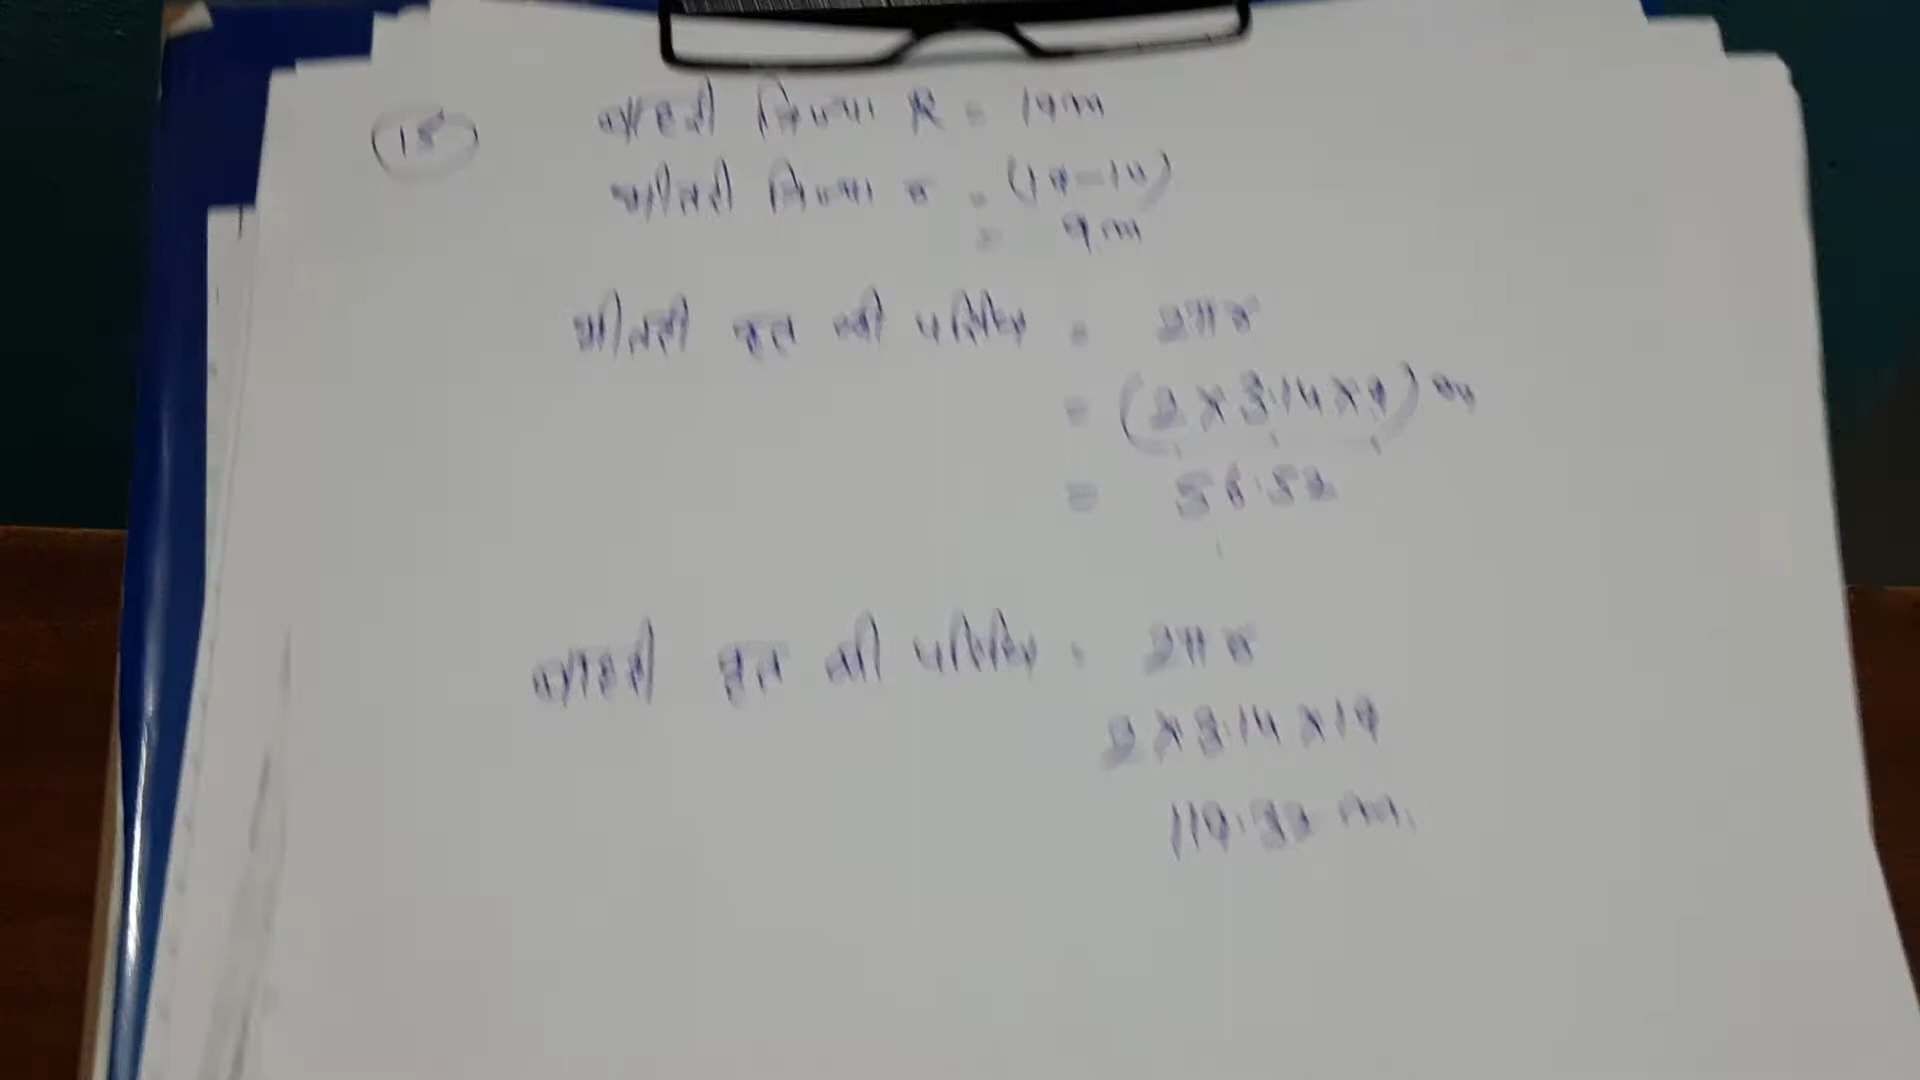 (15) बाहरी त्रिज्या R = 19m
भीतरी त्रिज्या r = (19-10)
= 9m
भीतरी वृत की परिधि = 2πr
= (2×3.14×9) m
= 56.52
बाहरी वृत की परिधि = 2πr
2×3.14×19
119.32 m.